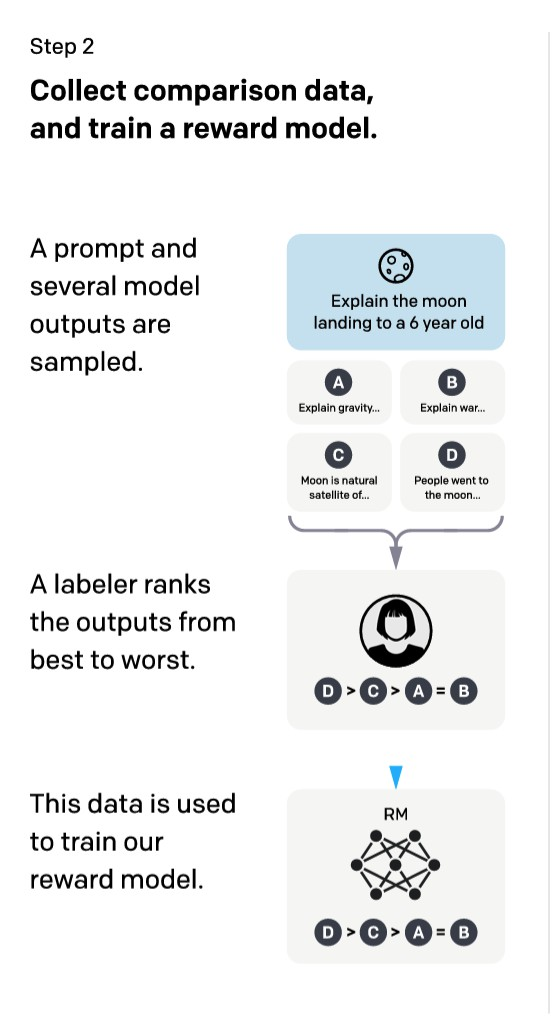 Step 2
Collect comparison data,
and train a reward model.
A prompt and
several model
outputs are
sampled.
Explain the moon
landing to a 6 year old
A
Explain gravity...
B
Explain war...
C
Moon is natural
satellite of...
D
People went to
the moon...
A labeler ranks
the outputs from
best to worst.
D > C > A = B
This data is used
to train our
reward model.
RM
D > C > A = B